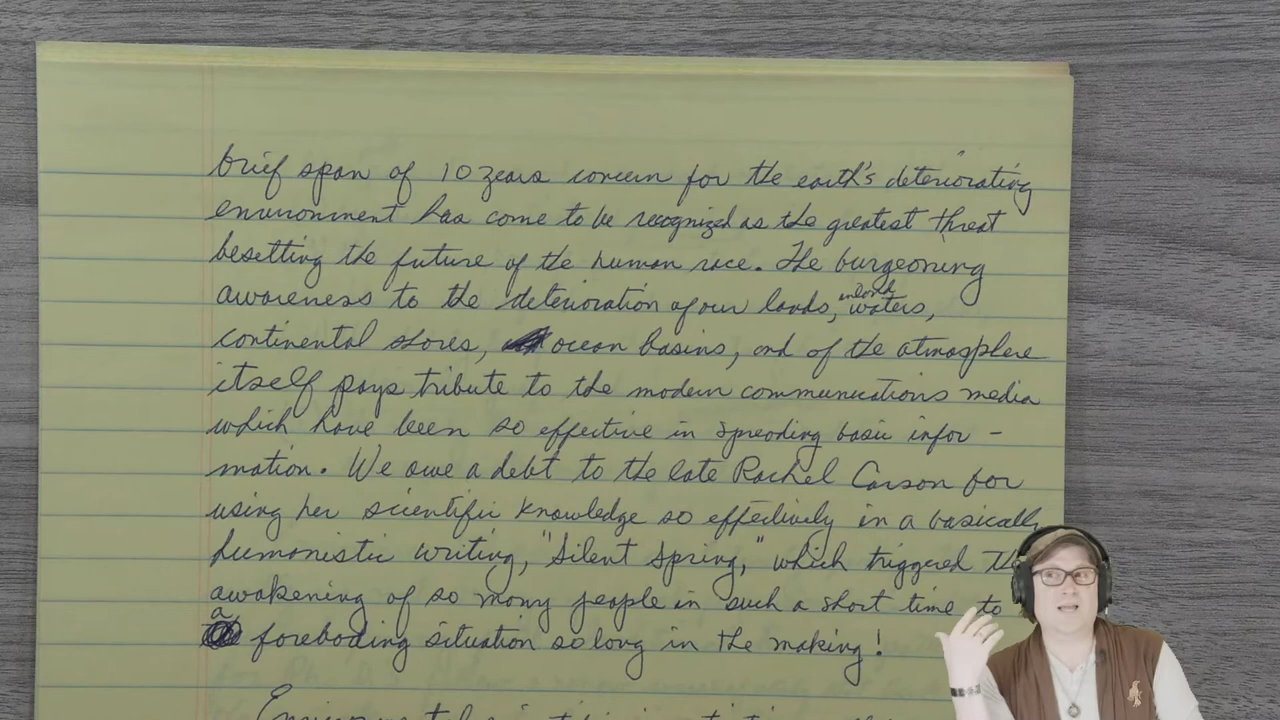 brief span of 10 years concern for the earth's deteriorating
environment has come to be recognized as the greatest threat
besetting the future of the human race. The burgeoning
awareness to the deterioration of our lands, inland waters,
continental shores, ocean basins, and of the atmosphere
itself pays tribute to the modern communications media
which have been so effective in spreading basic infor-
mation. We owe a debt to the late Rachel Carson for
using her scientific knowledge so effectively in a basically
humanistic writing, "Silent Spring," which triggered the
awakening of so many people in such a short time to
a foreboding situation so long in the making!